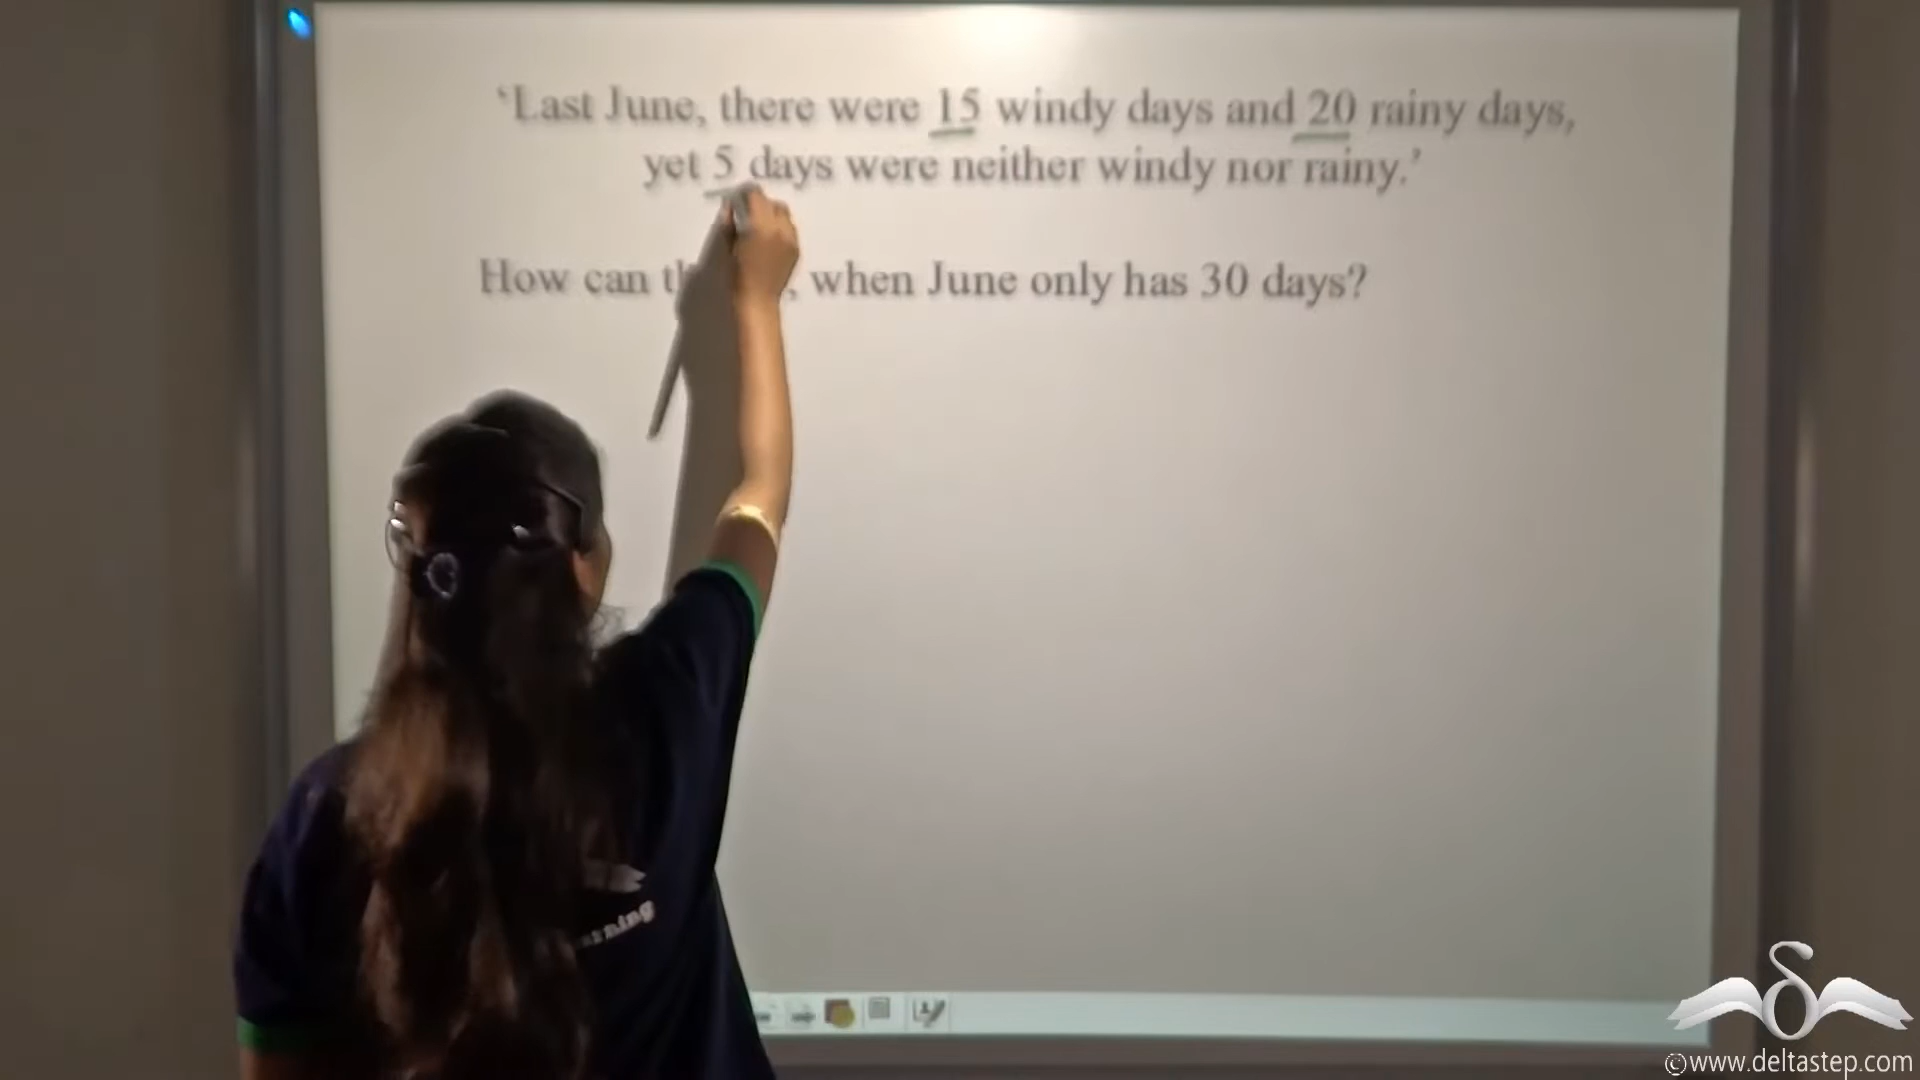 ‘Last June, there were 15 windy days and 20 rainy days,
yet 5 days were neither windy nor rainy.’
How can , when June only has 30 days?
©www.deltastep.com